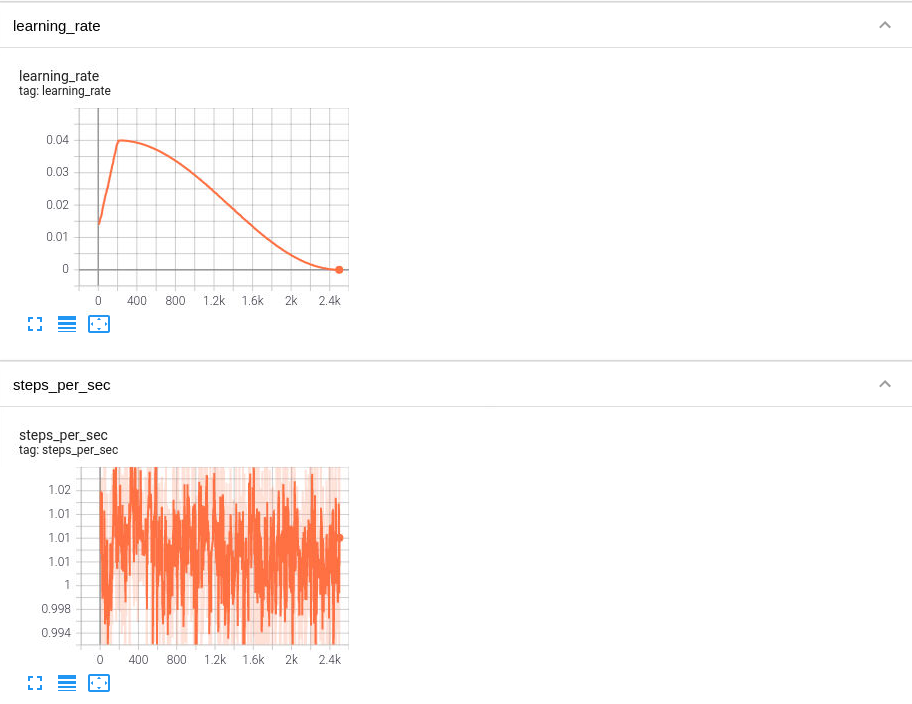 learning_rate
learning_rate
tag: learning_rate
0.04
0.03
0.02
0.01
0
0 400 800 1.2k 1.6k 2k 2.4k
steps_per_sec
steps_per_sec
tag: steps_per_sec
1.02
1.01
1.01
1.01
1
0.998
0.994
0 400 800 1.2k 1.6k 2k 2.4k